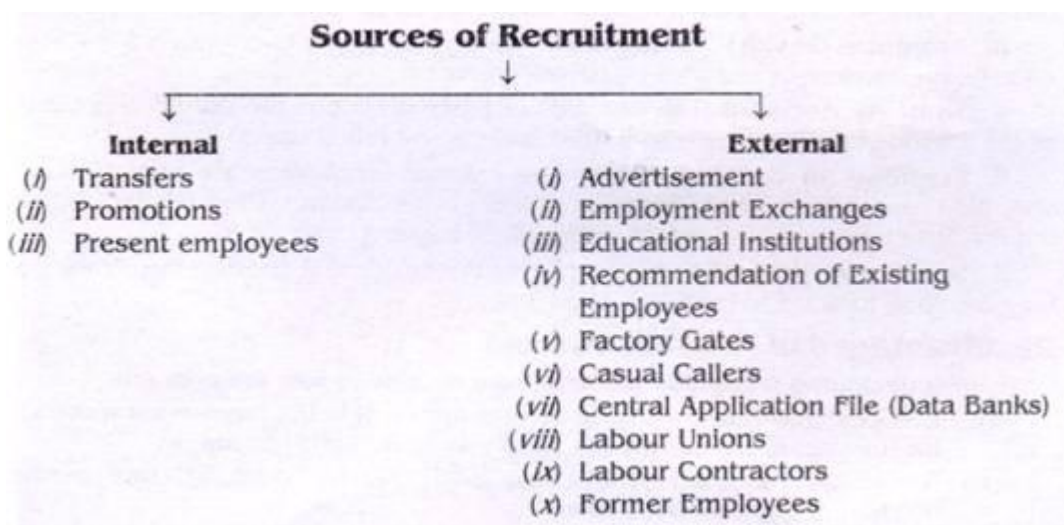 Sources of Recruitment
Internal
(i) Transfers
(ii) Promotions
(iii) Present employees
External
(i) Advertisement
(ii) Employment Exchanges
(iii) Educational Institutions
(iv) Recommendation of Existing
Employees
(v) Factory Gates
(vi) Casual Callers
(vii) Central Application File (Data Banks)
(viii) Labour Unions
(ix) Labour Contractors
(x) Former Employees